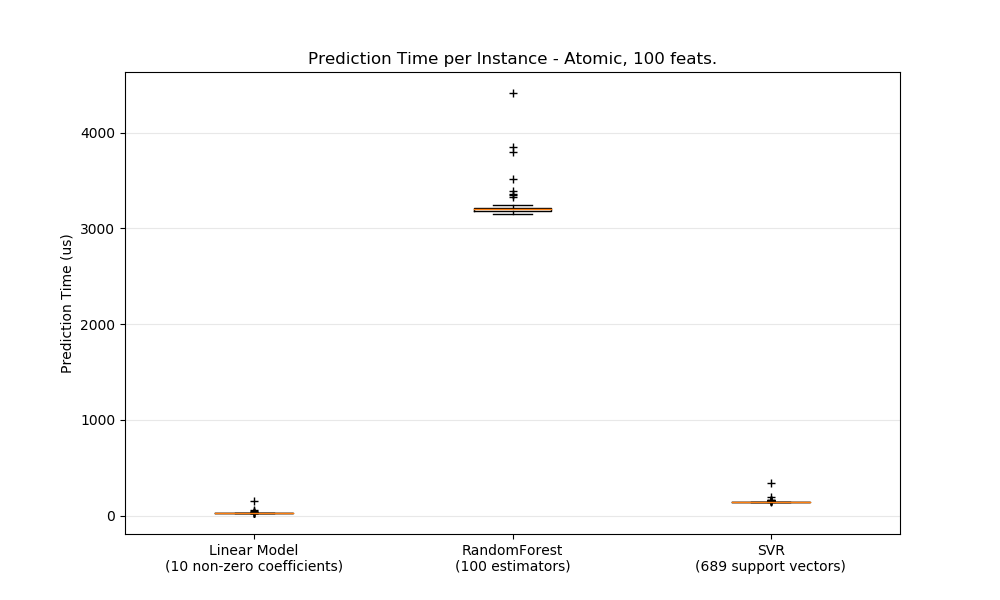 Prediction Time per Instance - Atomic, 100 feats.
Prediction Time (us)
4000
3000
2000
1000
0
Linear Model
(10 non-zero coefficients)
RandomForest
(100 estimators)
SVR
(689 support vectors)